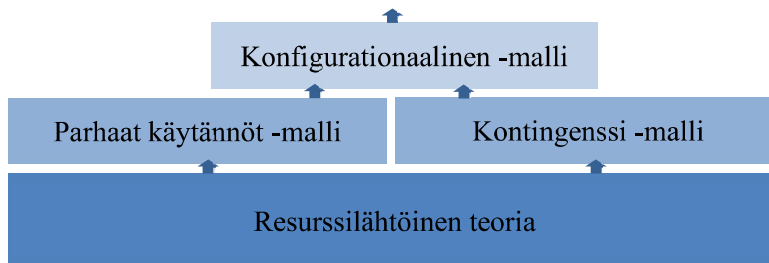 Konfigurationaalinen -malli
Parhaat käytännöt -malli
Kontingenssi -malli
Resurssilähtöinen teoria